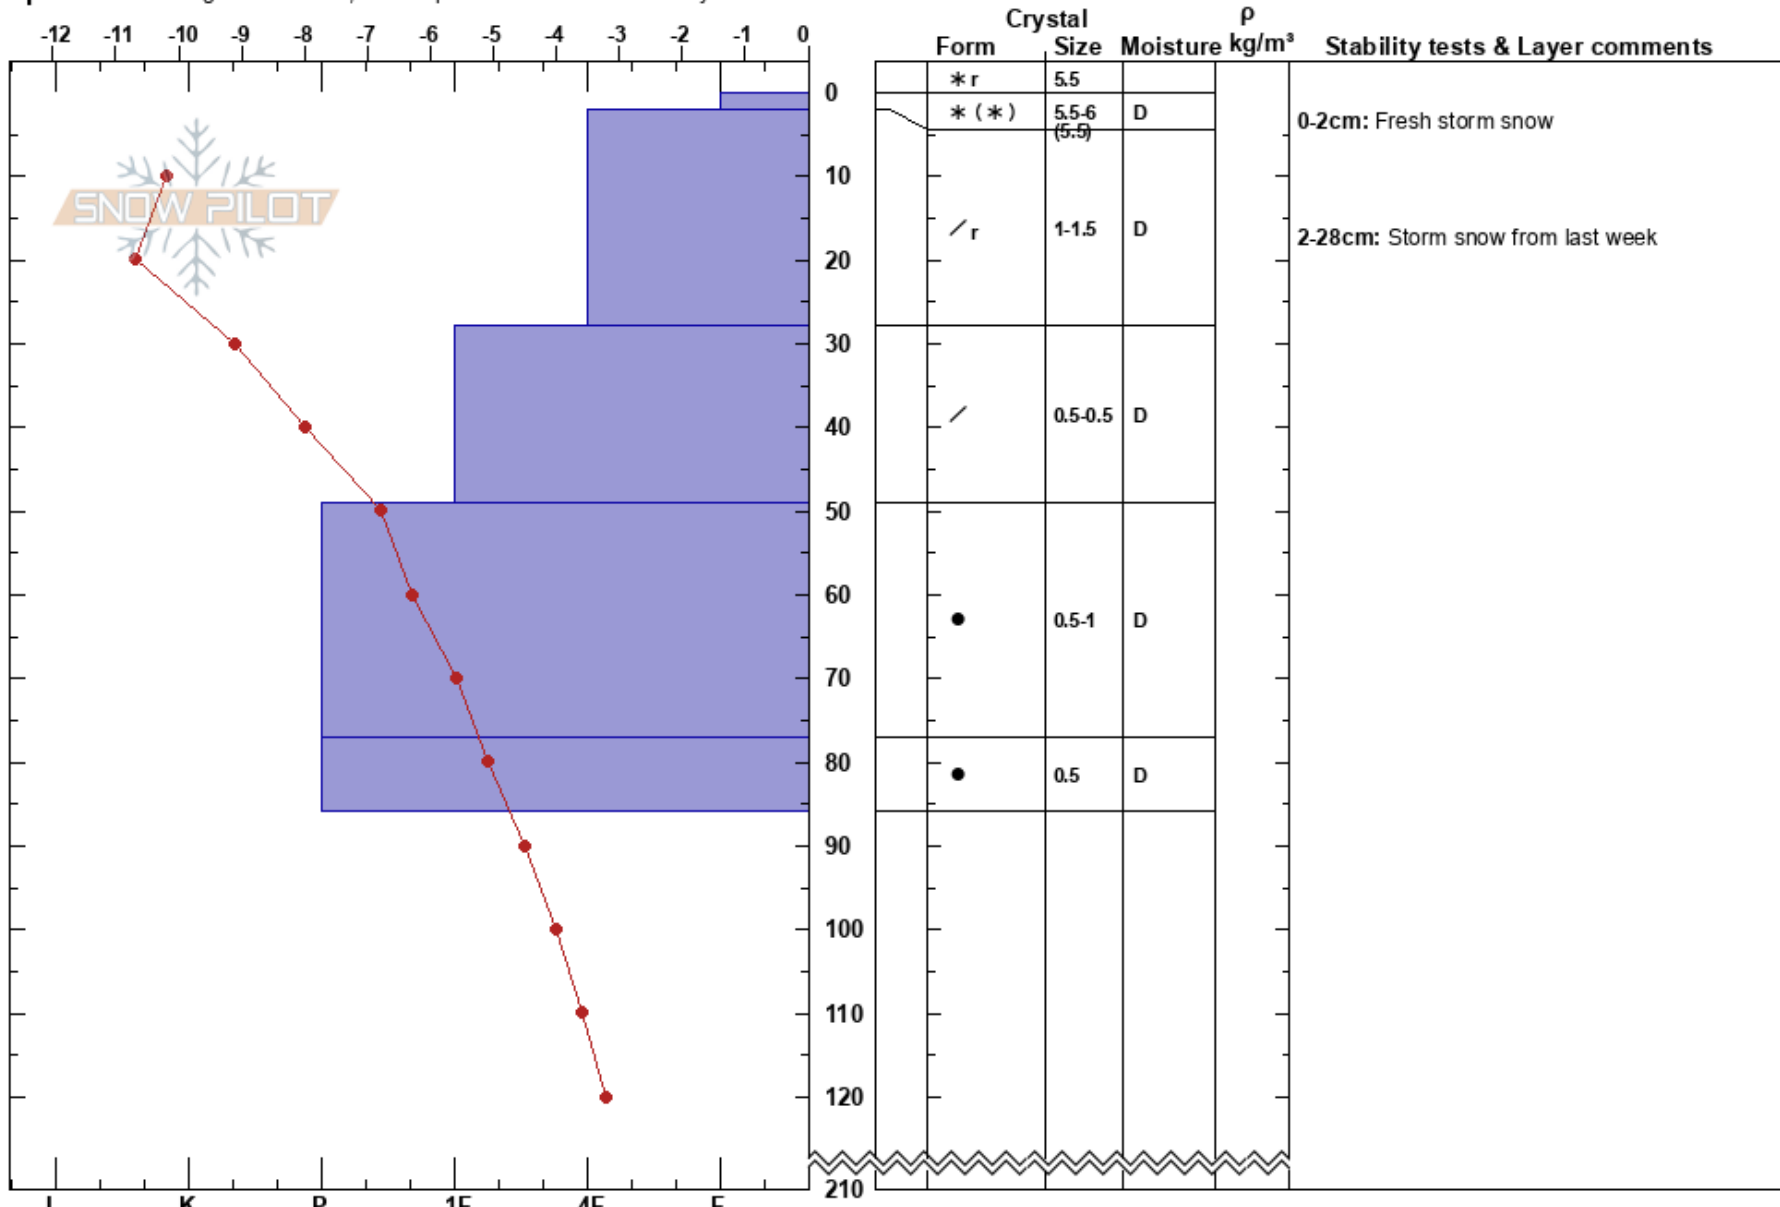 Crystal ρ
-12 -11 -10 -9 -8 -7 -6 -5 -4 -3 -2 -1 0
Form Size Moisture kg/m³ Stability tests & Layer comments
r 5.5
0
5.5-6 D
(5.5)
0-2cm: Fresh storm snow
10
SNOW PILOT
r 1-1.5 D
2-28cm: Storm snow from last week
20
30
0.5-0.5 D
40
50
60
0.5-1 D
70
80
0.5 D
90
100
110
120
210
I K P 1F 4F F